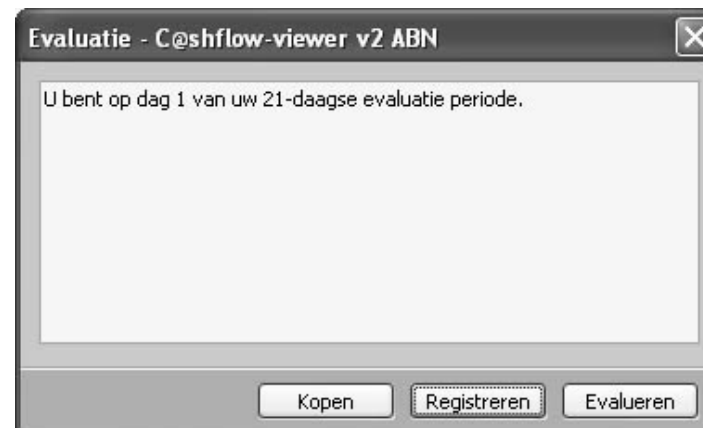 Evaluatie - C@shflow-viewer v2 ABN
U bent op dag 1 van uw 21-daagse evaluatie periode.
Kopen Registreren Evalueren